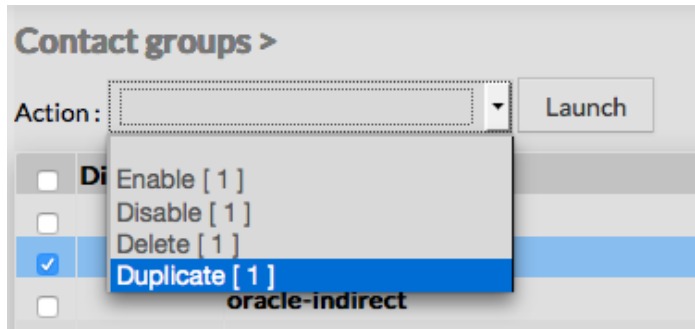 Contact groups >
Action :
Launch
Di
Enable [ 1 ]
Disable [ 1 ]
Delete [ 1 ]
Duplicate [ 1 ]
oracle-indirect